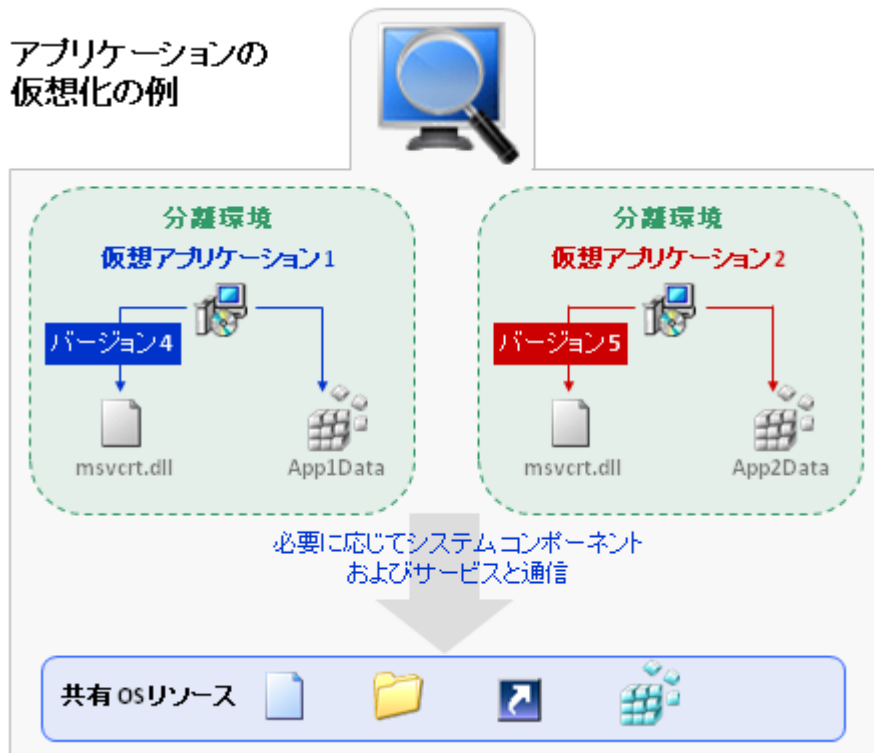 アプリケーションの
仮想化の例
分離環境
仮想アプリケーション1
バージョン4
msvcrt.dll
App1Data
分離環境
仮想アプリケーション2
バージョン5
msvcrt.dll
App2Data
必要に応じてシステムコンポーネント
およびサービスと通信
共有 OSリソース